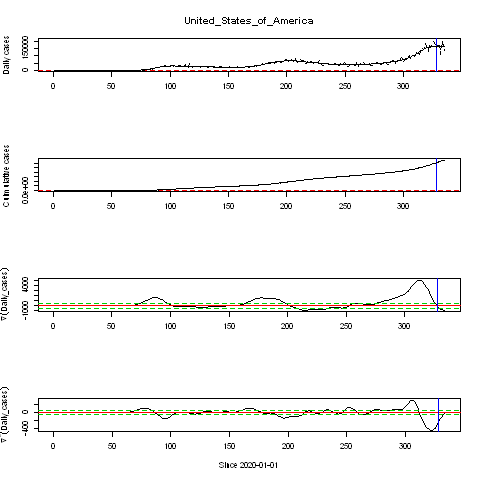 United_States_of_America
Daily cases
0 150000
0 50 100 150 200 250 300
Cumulative cases
0.0e+00
0 50 100 150 200 250 300
∇(Daily_cases)
-1000 4000
0 50 100 150 200 250 300
-400 0
0 50 100 150 200 250 300
Since 2020-01-01